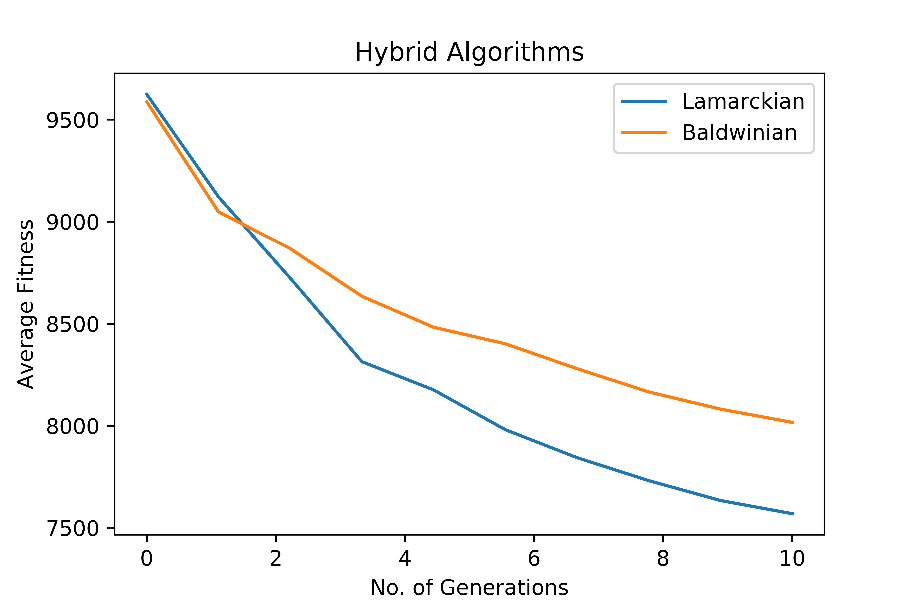 Hybrid Algorithms
Lamarckian
Baldwinian
Average Fitness
9500
9000
8500
8000
7500
0 2 4 6 8 10
No. of Generations